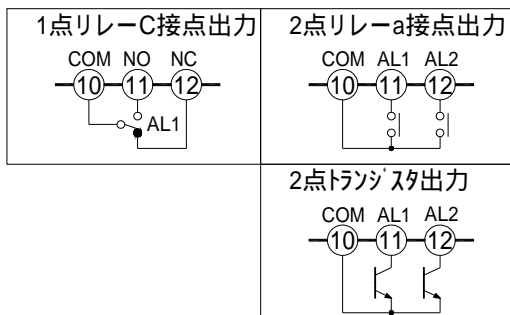 1点リレーC接点出力
COM NO NC
10 11 12
AL1
2点リレーa接点出力
COM AL1 AL2
10 11 12
2点トランジスタ出力
COM AL1 AL2
10 11 12